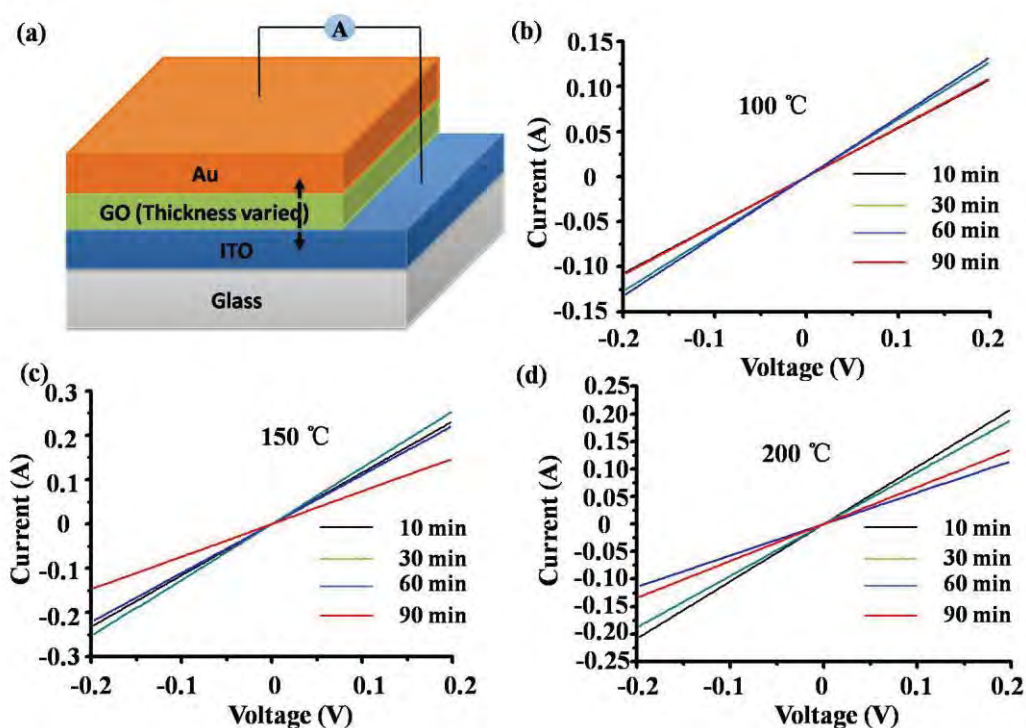 (a)
A
Au
GO (Thickness varied)
ITO
Glass
(b)
0.15
0.10
0.05
0
-0.05
-0.10
-0.15
Current (A)
100 ℃
10 min
30 min
60 min
90 min
-0.2
-0.1
0
0.1
0.2
Voltage (V)
(c)
0.3
0.2
0.1
0
-0.1
-0.2
-0.3
Current (A)
150 ℃
10 min
30 min
60 min
90 min
-0.2
-0.1
0
0.1
0.2
Voltage (V)
(d)
0.25
0.20
0.15
0.10
0.05
0
-0.05
-0.10
-0.15
-0.20
-0.25
Current (A)
200 ℃
10 min
30 min
60 min
90 min
-0.2
-0.1
0
0.1
0.2
Voltage (V)